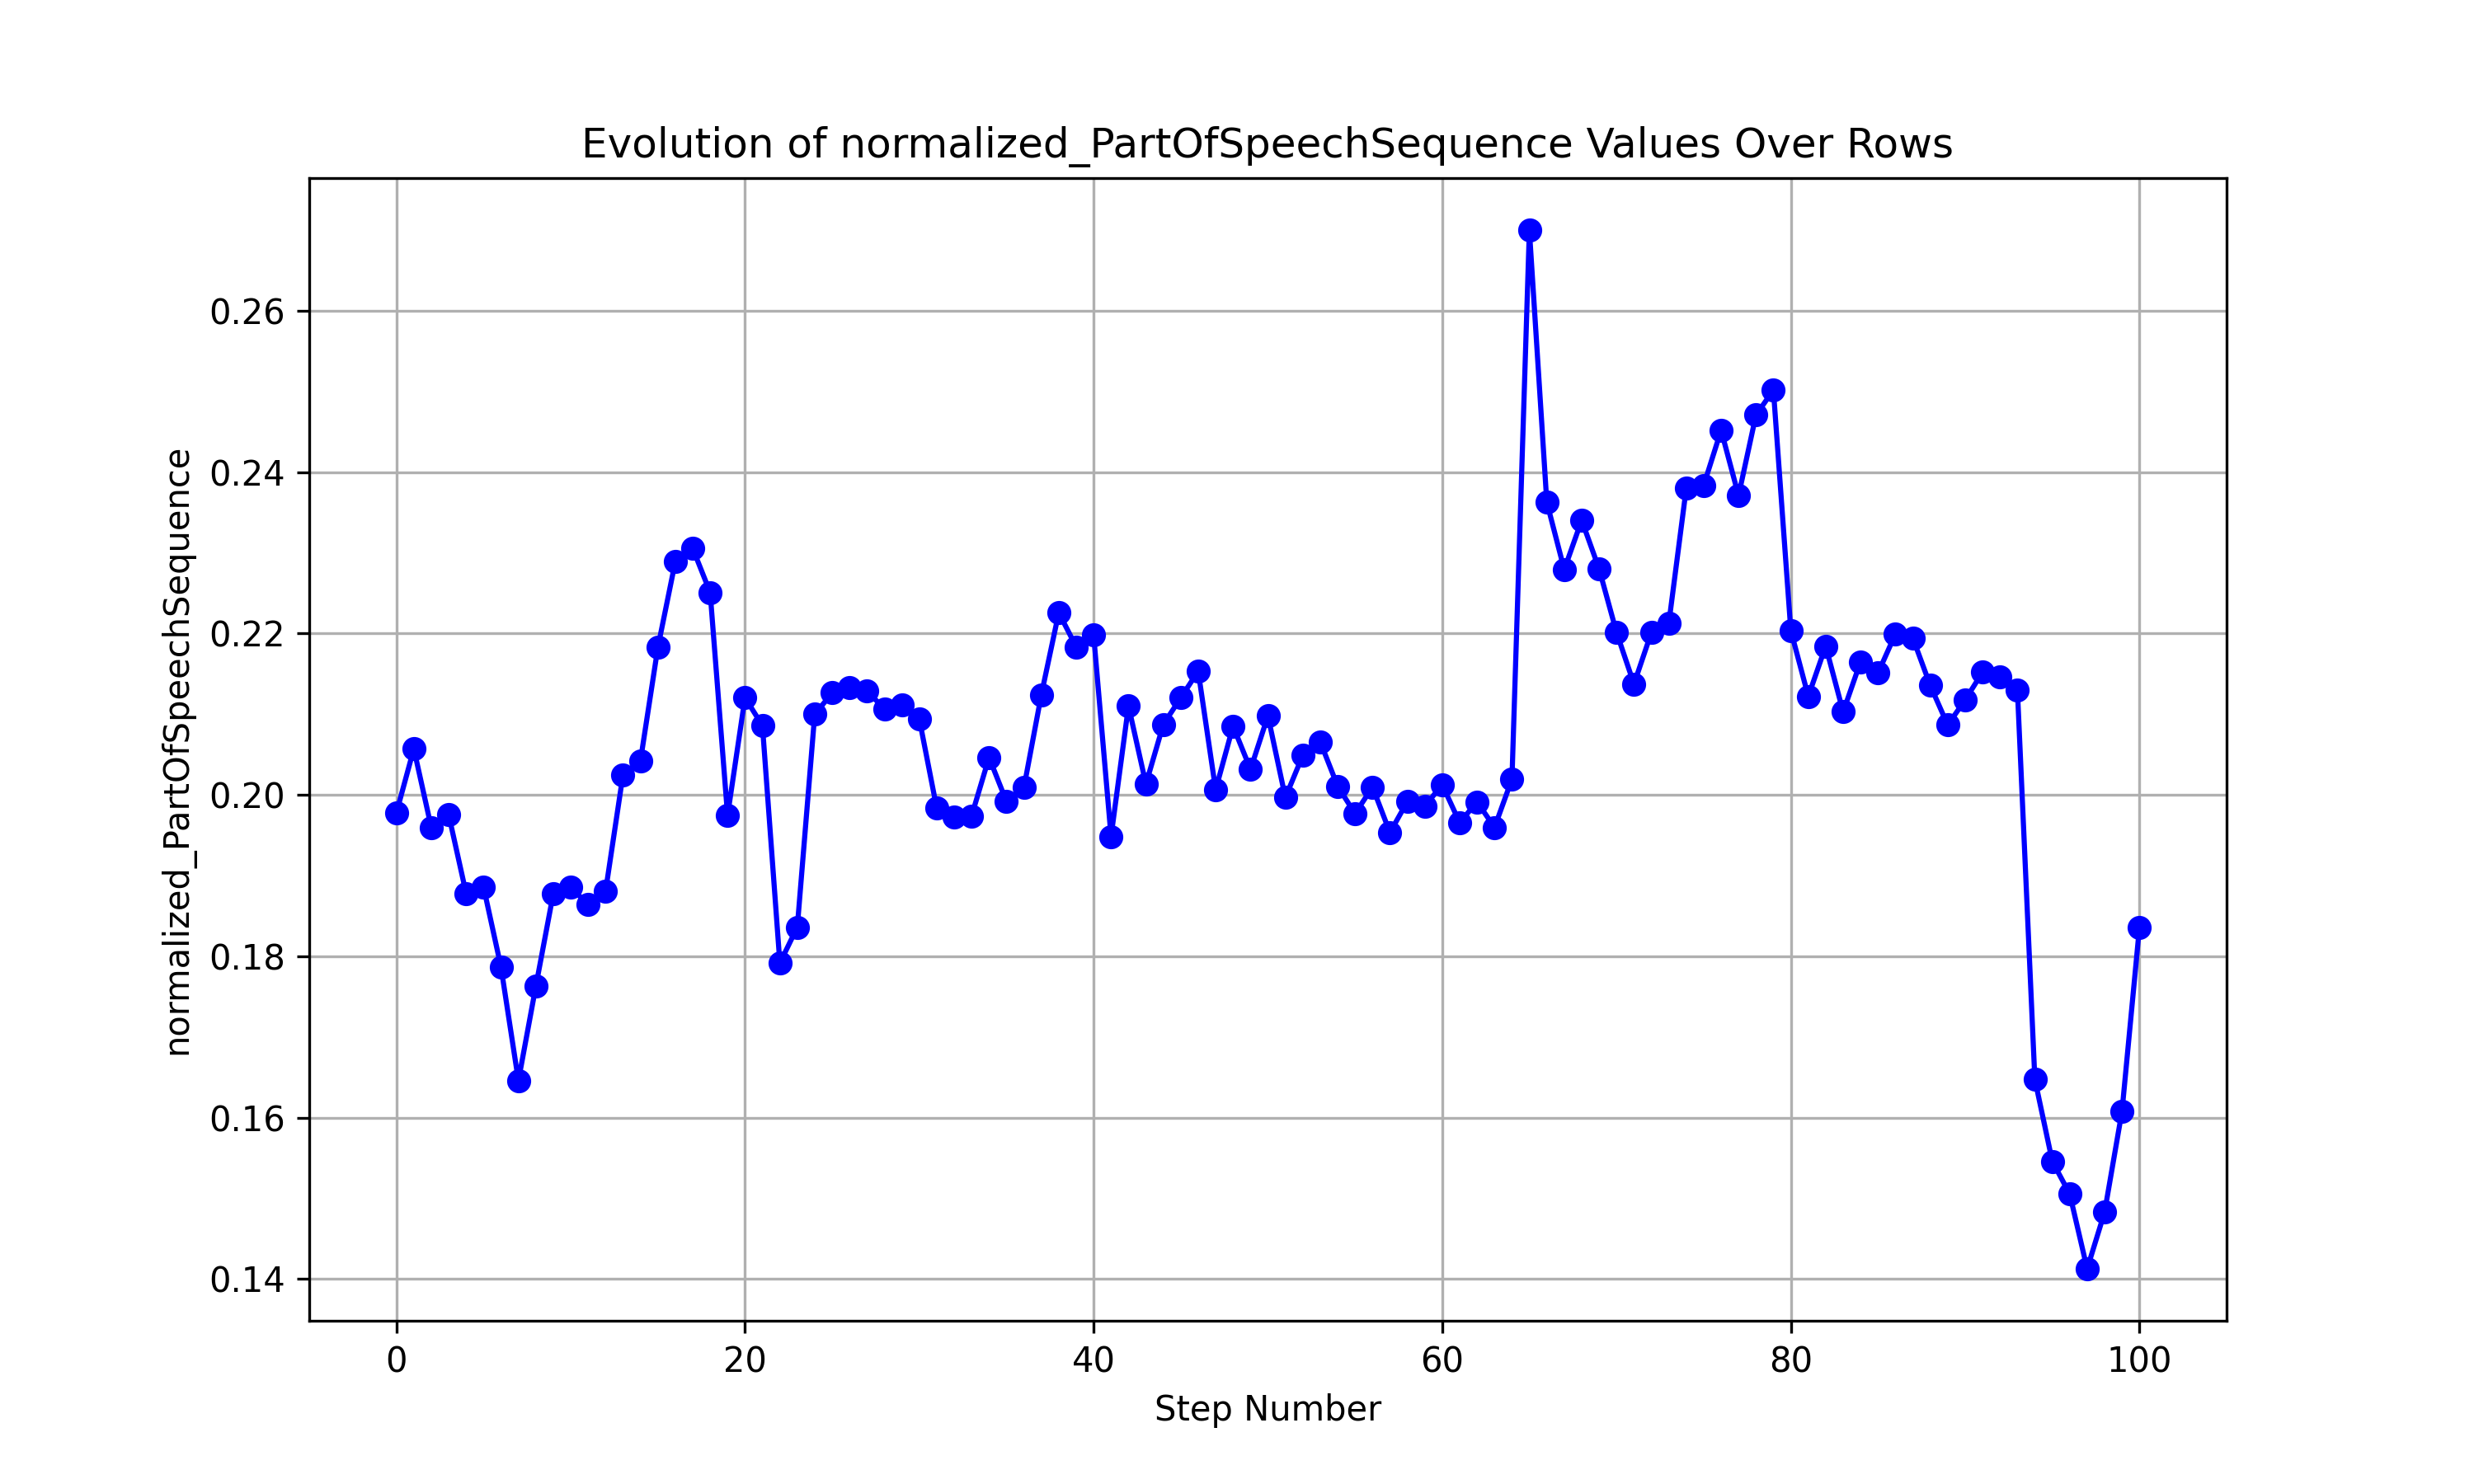 Evolution of normalized_PartOfSpeechSequence Values Over Rows
normalized_PartOfSpeechSequence
0.26
0.24
0.22
0.20
0.18
0.16
0.14
0 20 40 60 80 100
Step Number